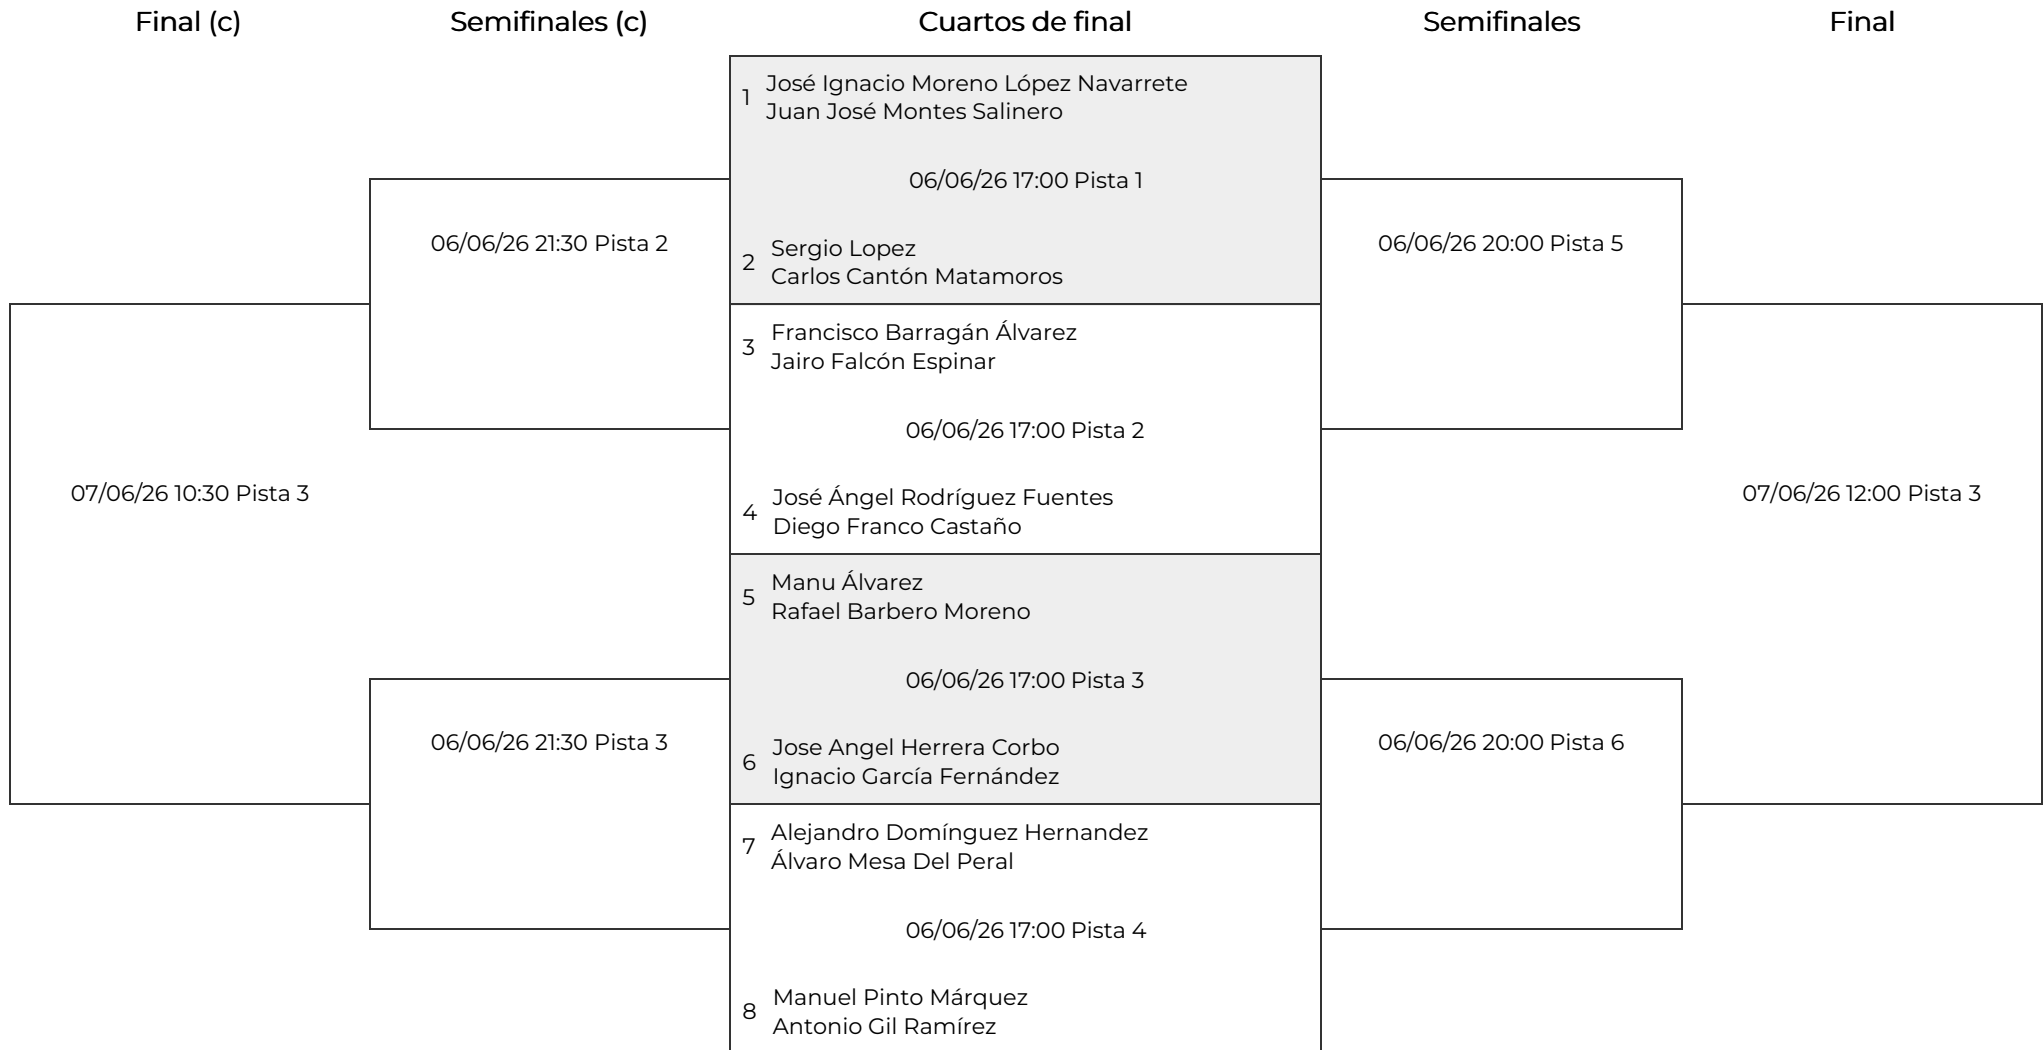 Final (c)
Semifinales (c)
Cuartos de final
Semifinales
Final
1
José Ignacio Moreno López Navarrete
Juan José Montes Salinero
06/06/26 17:00 Pista 1
06/06/26 21:30 Pista 2
06/06/26 20:00 Pista 5
2
Sergio Lopez
Carlos Cantón Matamoros
3
Francisco Barragán Álvarez
Jairo Falcón Espinar
06/06/26 17:00 Pista 2
07/06/26 10:30 Pista 3
07/06/26 12:00 Pista 3
4
José Ángel Rodríguez Fuentes
Diego Franco Castaño
5
Manu Álvarez
Rafael Barbero Moreno
06/06/26 17:00 Pista 3
06/06/26 21:30 Pista 3
06/06/26 20:00 Pista 6
6
Jose Angel Herrera Corbo
Ignacio García Fernández
7
Alejandro Domínguez Hernandez
Álvaro Mesa Del Peral
06/06/26 17:00 Pista 4
8
Manuel Pinto Márquez
Antonio Gil Ramírez